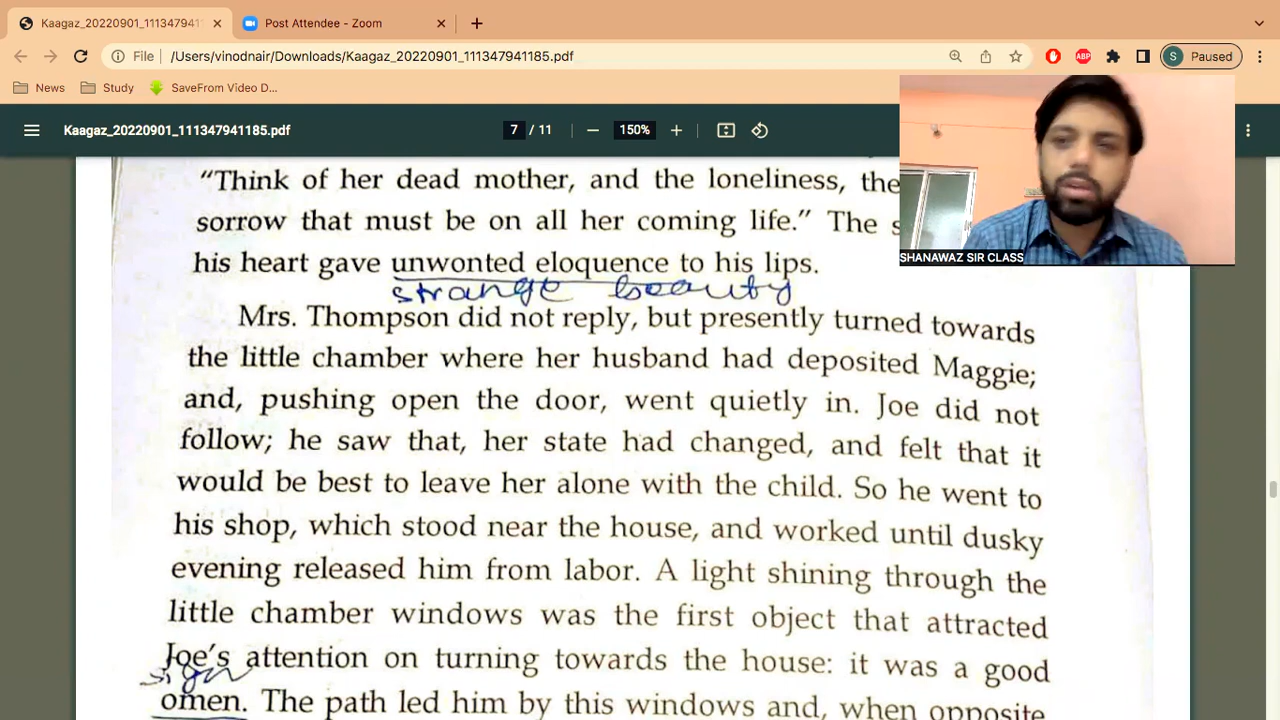 Kaagaz_20220901_111347941
Post Attendee - Zoom
File
/Users/vinodnair/Downloads/Kaagaz_20220901_111347941185.pdf
S Paused
News
Study
SaveFrom Video D...
Kaagaz_20220901_111347941185.pdf
7 / 11
150%
SHANAWAZ SIR CLASS
"Think of her dead mother, and the loneliness, the
sorrow that must be on all her coming life." The s
his heart gave unwonted eloquence to his lips.
strange beauty
Mrs. Thompson did not reply, but presently turned towards
the little chamber where her husband had deposited Maggie;
and, pushing open the door, went quietly in. Joe did not
follow; he saw that, her state had changed, and felt that it
would be best to leave her alone with the child. So he went to
his shop, which stood near the house, and worked until dusky
evening released him from labor. A light shining through the
little chamber windows was the first object that attracted
Joe's attention on turning towards the house: it was a good
sign
omen. The path led him by this windows and, when opposite